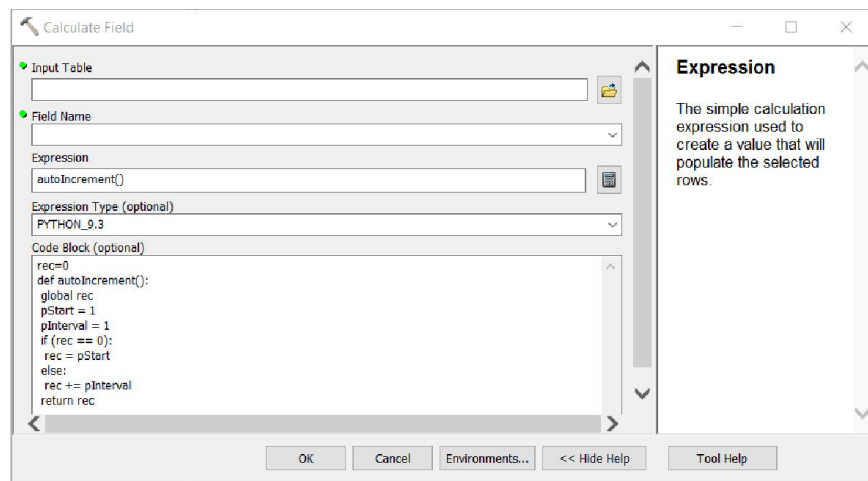 Calculate Field
Input Table
Field Name
Expression
autoIncrement()
Expression Type (optional)
PYTHON_9.3
Code Block (optional)
rec=0
def autoIncrement():
 global rec
 pStart = 1
 pInterval = 1
 if (rec == 0):
  rec = pStart
 else:
  rec += pInterval
 return rec
OK
Cancel
Environments...
<< Hide Help
Tool Help
Expression
The simple calculation
expression used to
create a value that will
populate the selected
rows.